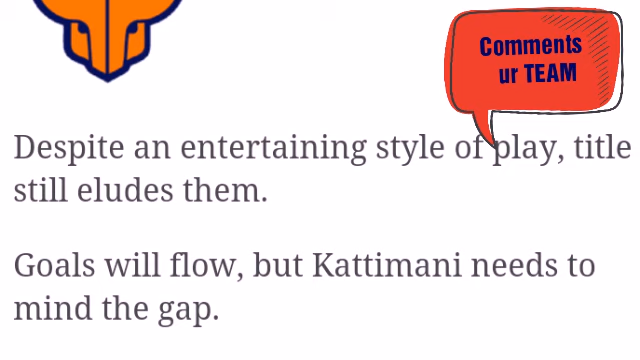 Comments
ur TEAM
Despite an entertaining style of play, title
still eludes them.
Goals will flow, but Kattimani needs to
mind the gap.